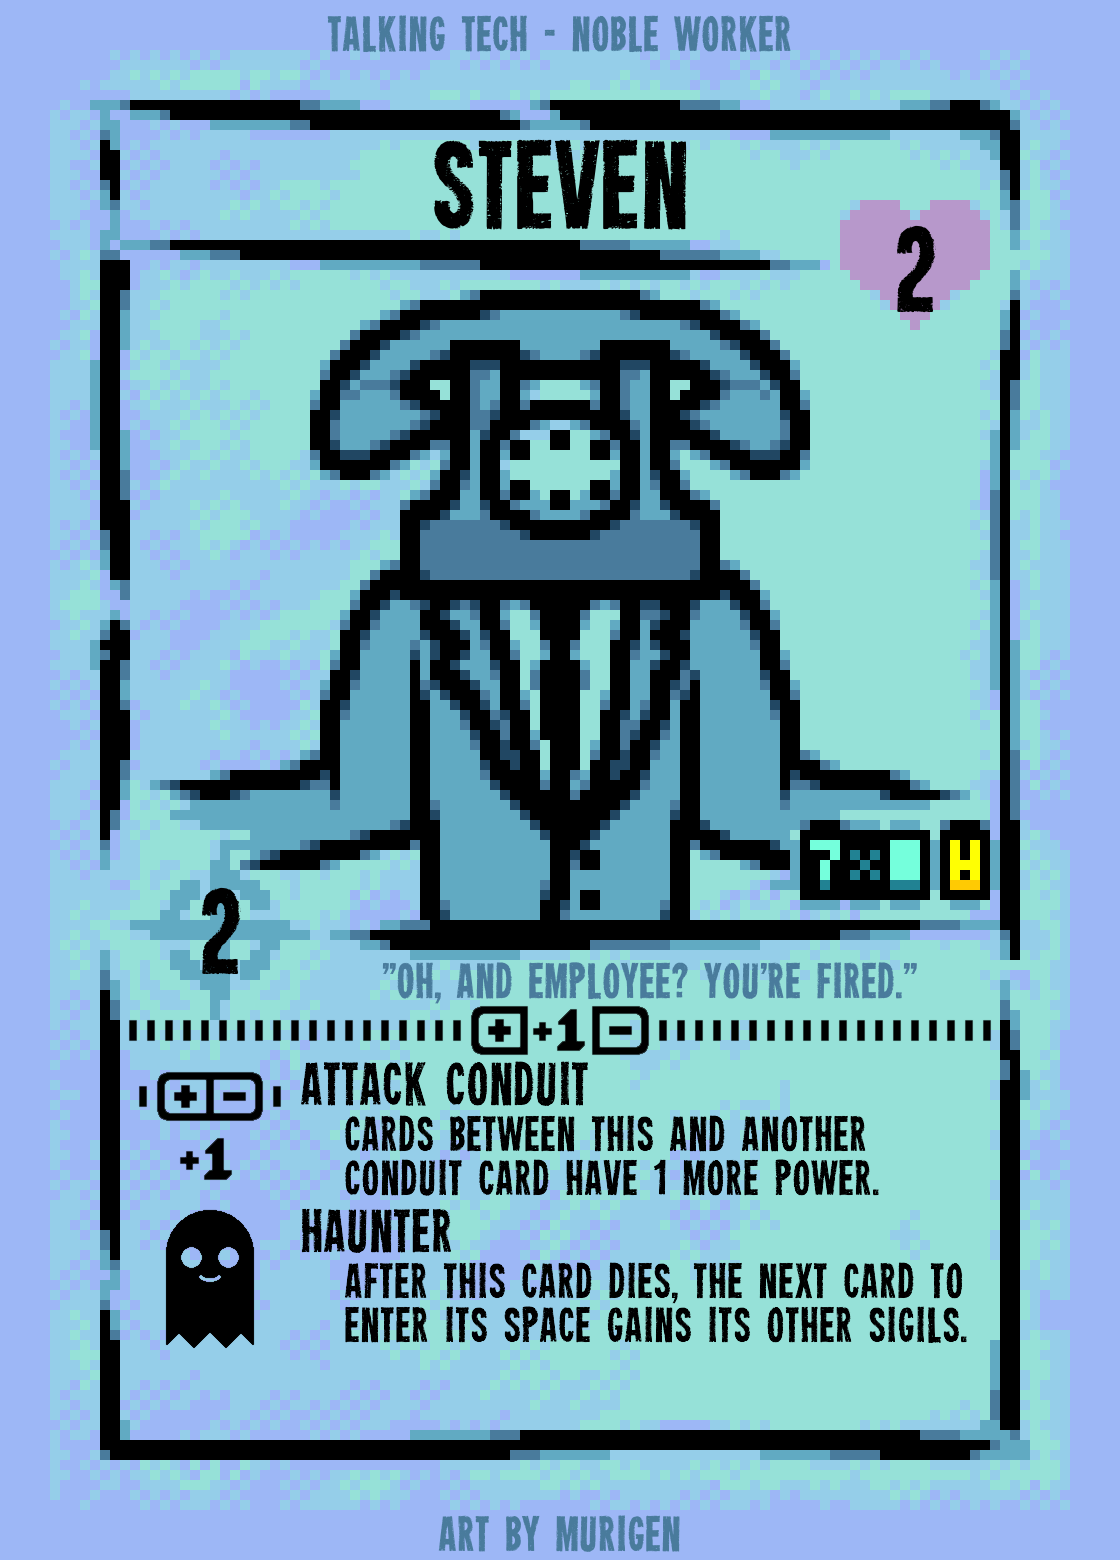 TALKING TECH - NOBLE WORKER
STEVEN
2
7
2
"OH, AND EMPLOYEE? YOU'RE FIRED."
+ +1 -
+ -
ATTACK CONDUIT
CARDS BETWEEN THIS AND ANOTHER
CONDUIT CARD HAVE 1 MORE POWER.
+1
HAUNTER
AFTER THIS CARD DIES, THE NEXT CARD TO
ENTER ITS SPACE GAINS ITS OTHER SIGILS.
ART BY MURIGEN